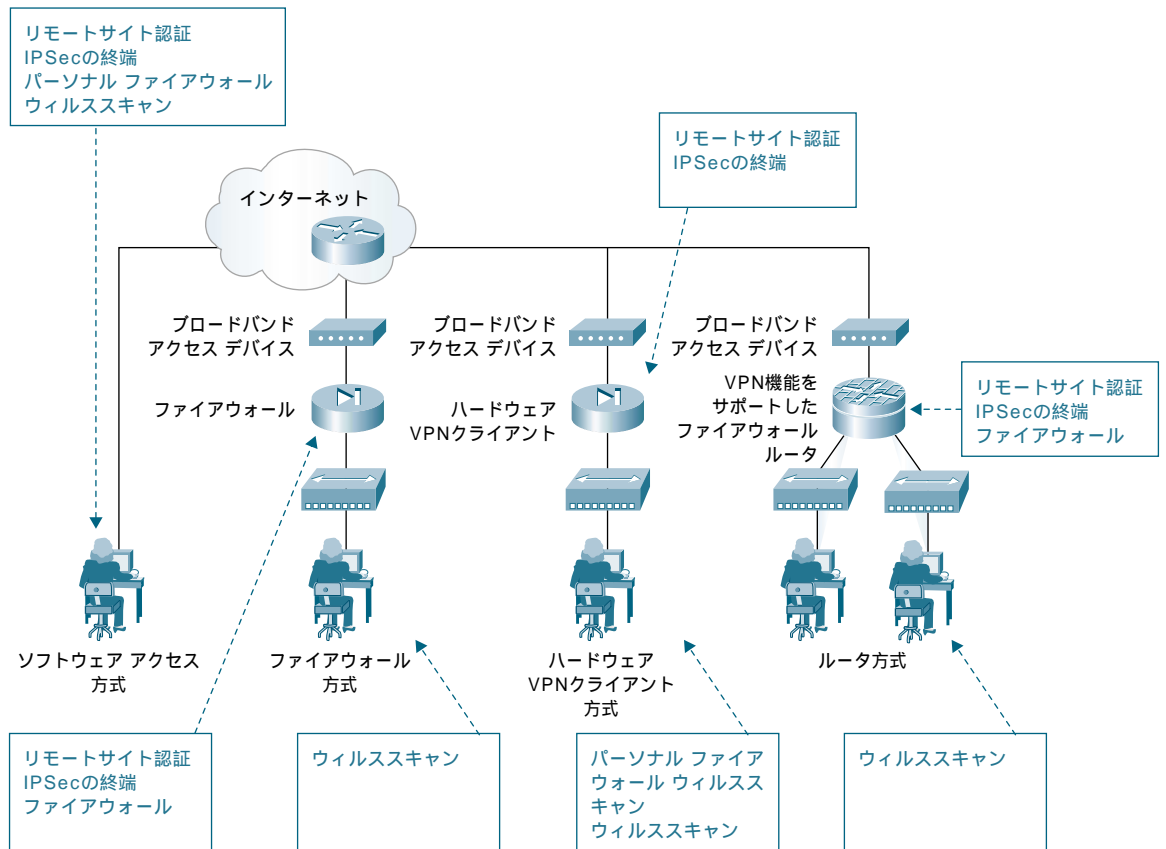 リモートサイト認証
IPSecの終端
パーソナル ファイアウォール
ウィルススキャン
リモートサイト認証
IPSecの終端
インターネット
ブロードバンド
アクセス デバイス
ブロードバンド
アクセス デバイス
ブロードバンド
アクセス デバイス
ファイアウォール
ハードウェア
VPNクライアント
VPN機能を
サポートした
ファイアウォール
ルータ
リモートサイト認証
IPSecの終端
ファイアウォール
ソフトウェア アクセス
方式
ファイアウォール
方式
ハードウェア
VPNクライアント
方式
ルータ方式
リモートサイト認証
IPSecの終端
ファイアウォール
ウィルススキャン
パーソナル ファイア
ウォール ウィルスス
キャン
ウィルススキャン
ウィルススキャン